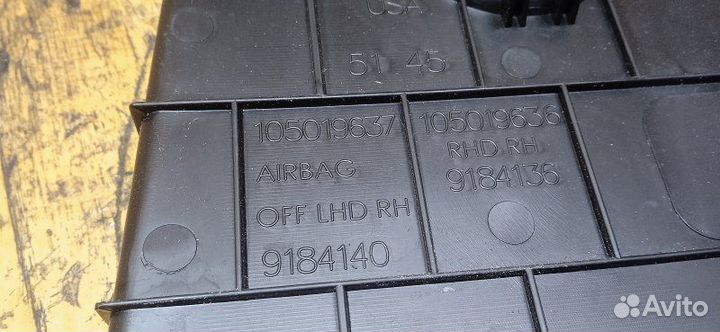 USA
51 45
105019637
AIRBAG
OFF LHD RH
9184140
105019636
RHD RH
9184136
Avito